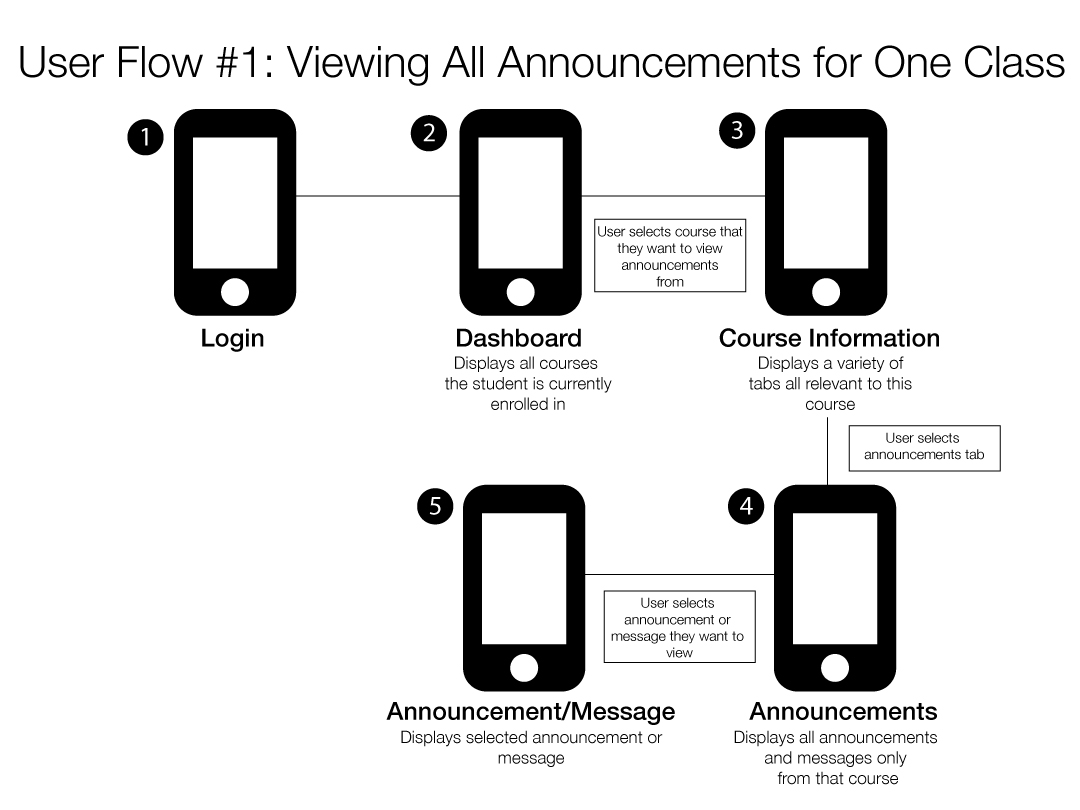 User Flow #1: Viewing All Announcements for One Class
1
2
3
User selects course that
they want to view
announcements
from
Login
Dashboard
Displays all courses
the student is currently
enrolled in
Course Information
Displays a variety of
tabs all relevant to this
course
User selects
announcements tab
5
4
User selects
announcement or
message they want to
view
Announcement/Message
Displays selected announcement or
message
Announcements
Displays all announcements
and messages only
from that course